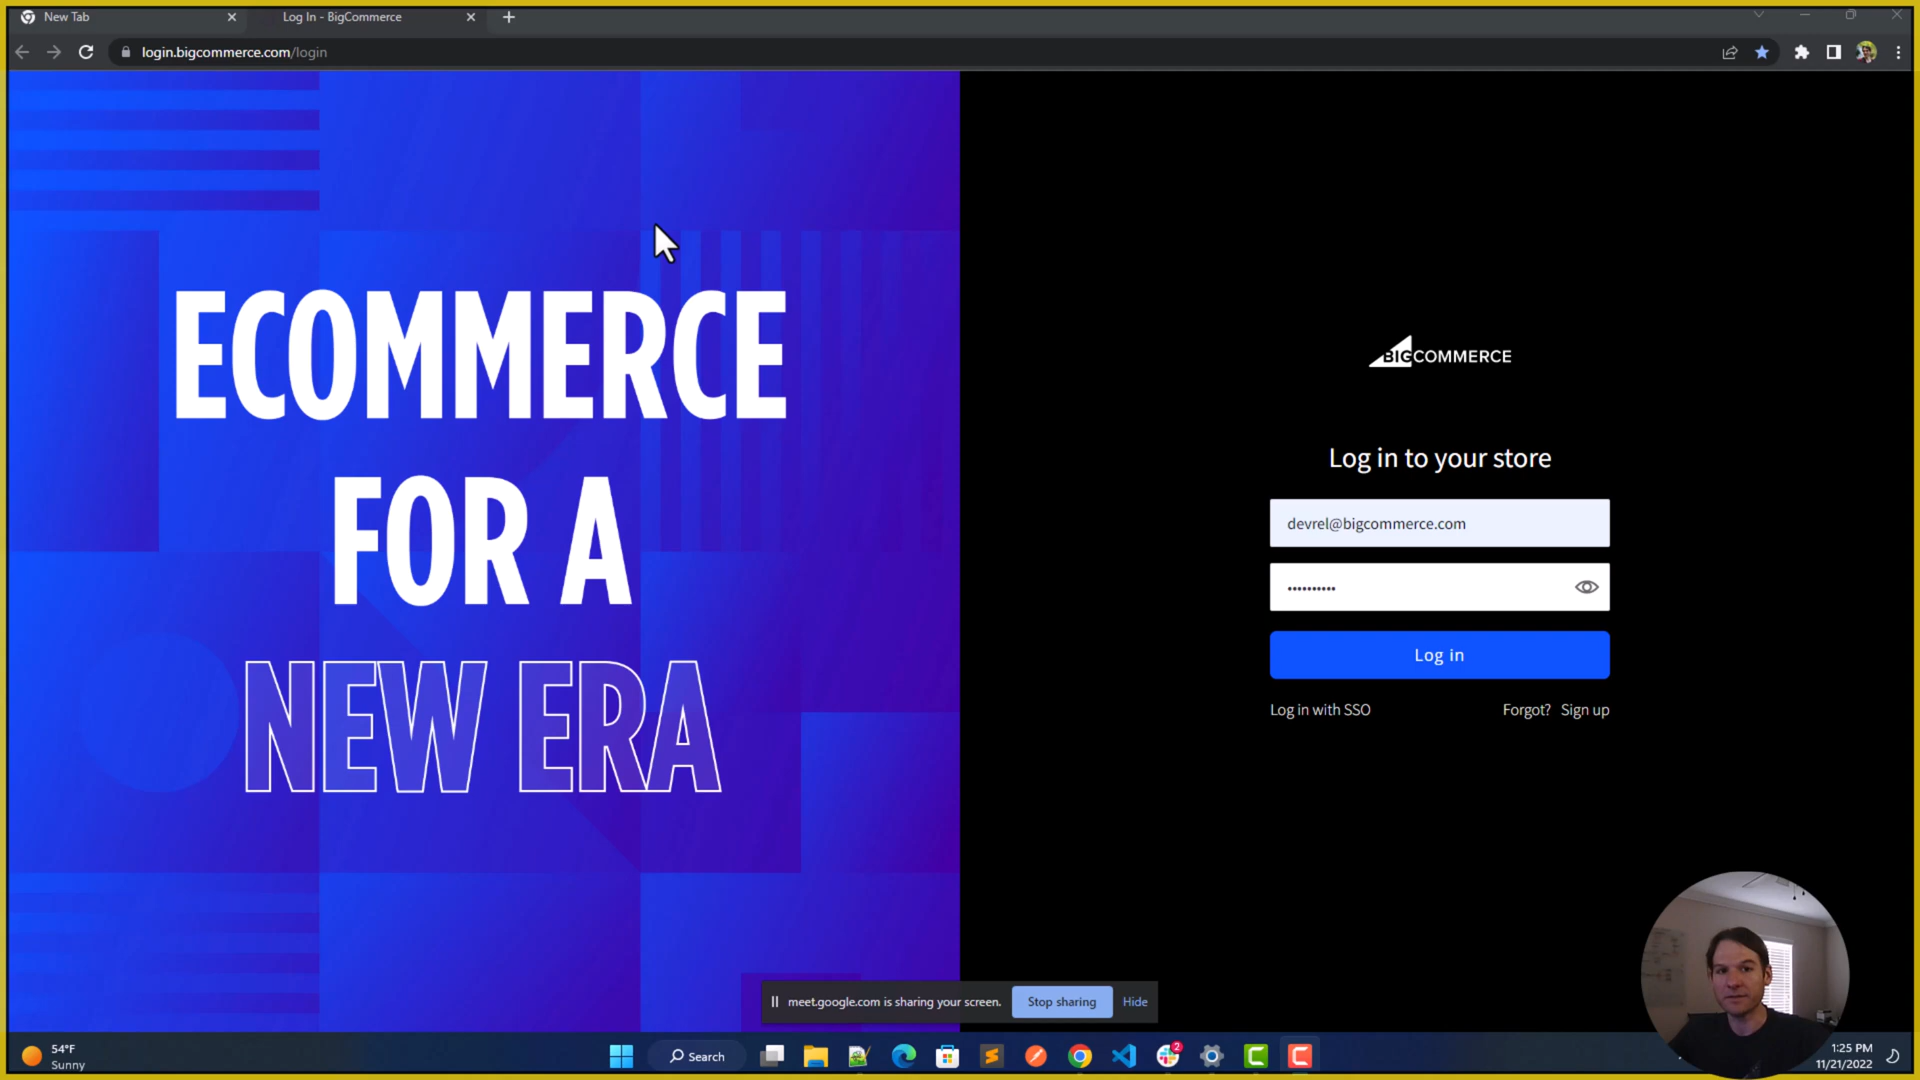 New Tab
Log In - BigCommerce
login.bigcommerce.com/login
ECOMMERCE
FOR A
NEW ERA
BIGCOMMERCE
Log in to your store
devrel@bigcommerce.com
••••••••••
Log in
Log in with SSO
Forgot?
Sign up
meet.google.com is sharing your screen.
Stop sharing
Hide
54°F
Sunny
Search
2
1:25 PM
11/21/2022